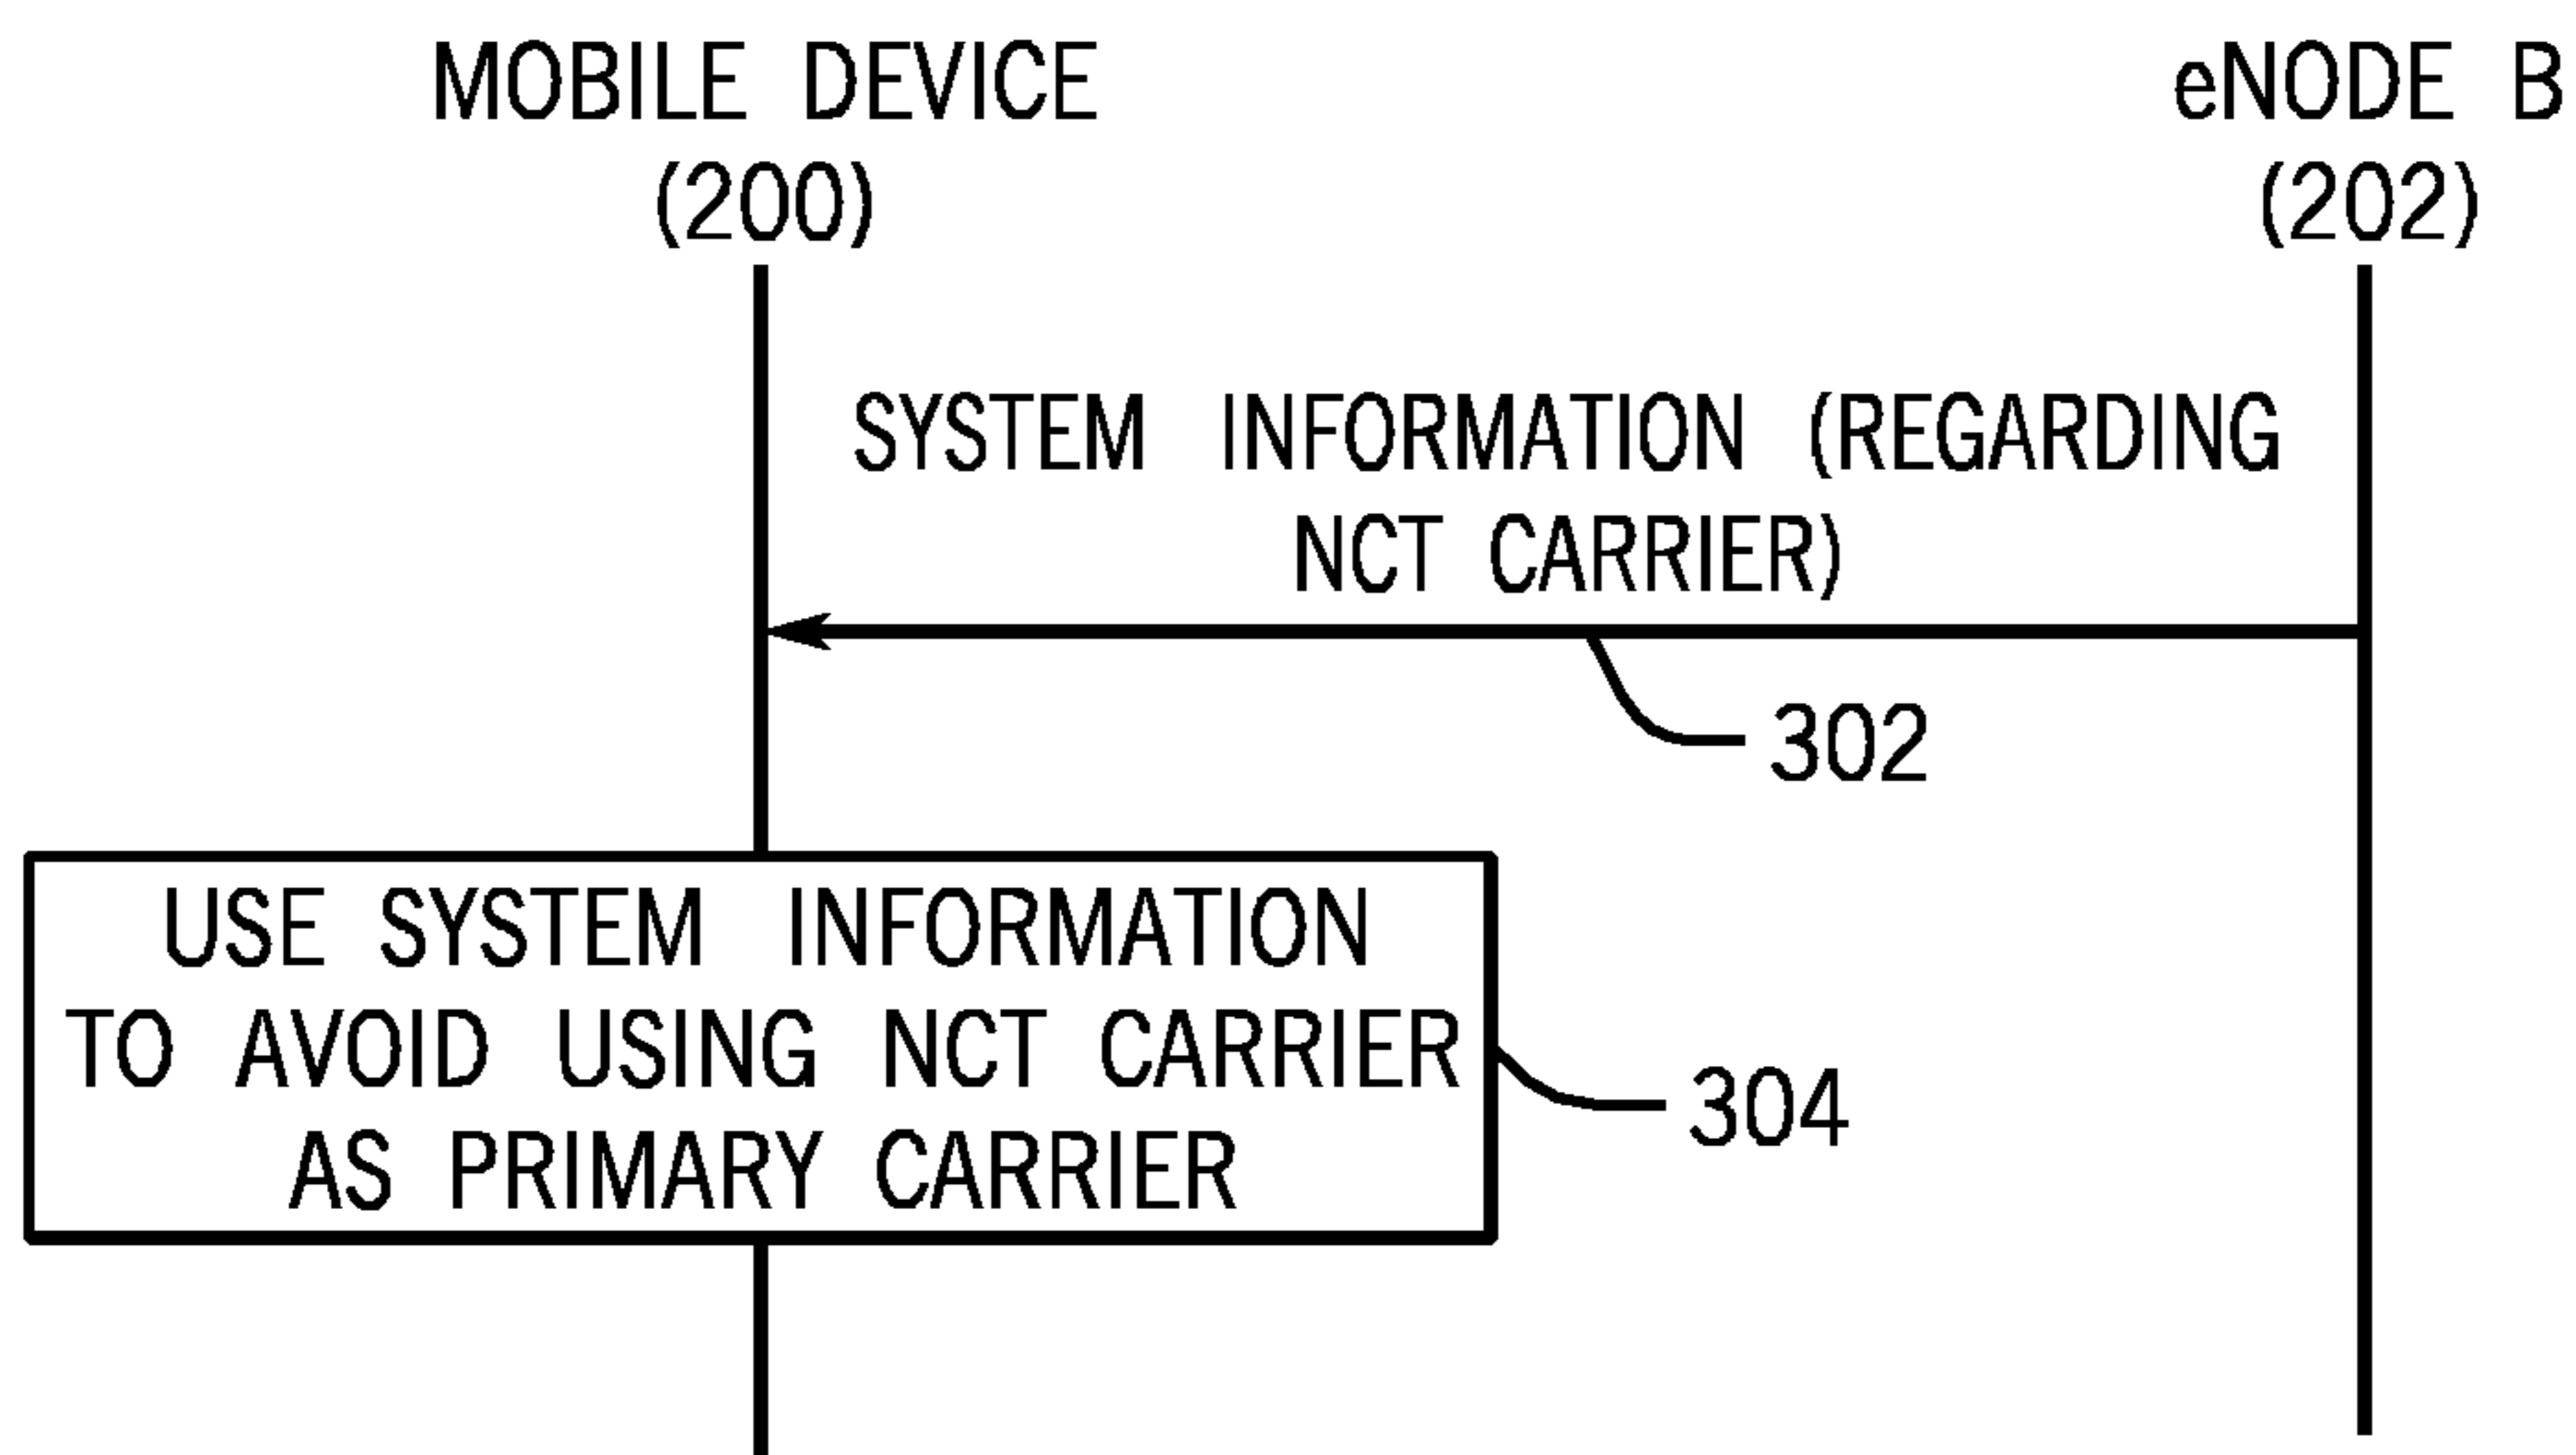 MOBILE DEVICE
(200)
eNODE B
(202)
SYSTEM INFORMATION (REGARDING
NCT CARRIER)
302
USE SYSTEM INFORMATION
TO AVOID USING NCT CARRIER
AS PRIMARY CARRIER
304